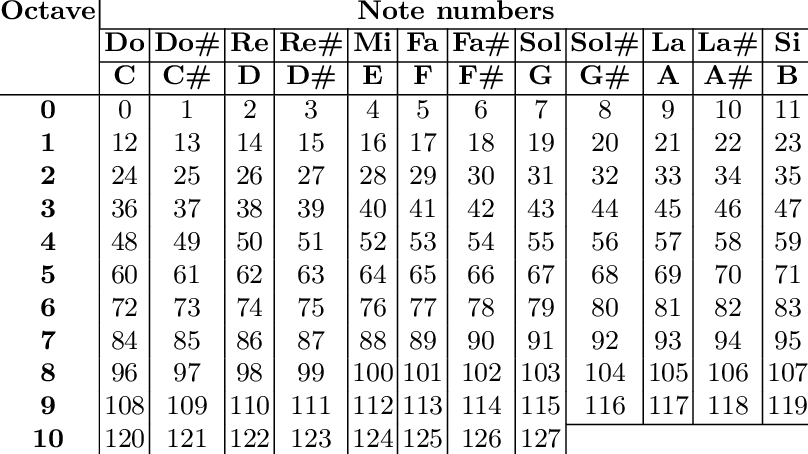 Octave Note numbers
Do Do# Re Re# Mi Fa Fa# Sol Sol# La La# Si
C C# D D# E F F# G G# A A# B
0 0 1 2 3 4 5 6 7 8 9 10 11
1 12 13 14 15 16 17 18 19 20 21 22 23
2 24 25 26 27 28 29 30 31 32 33 34 35
3 36 37 38 39 40 41 42 43 44 45 46 47
4 48 49 50 51 52 53 54 55 56 57 58 59
5 60 61 62 63 64 65 66 67 68 69 70 71
6 72 73 74 75 76 77 78 79 80 81 82 83
7 84 85 86 87 88 89 90 91 92 93 94 95
8 96 97 98 99 100 101 102 103 104 105 106 107
9 108 109 110 111 112 113 114 115 116 117 118 119
10 120 121 122 123 124 125 126 127